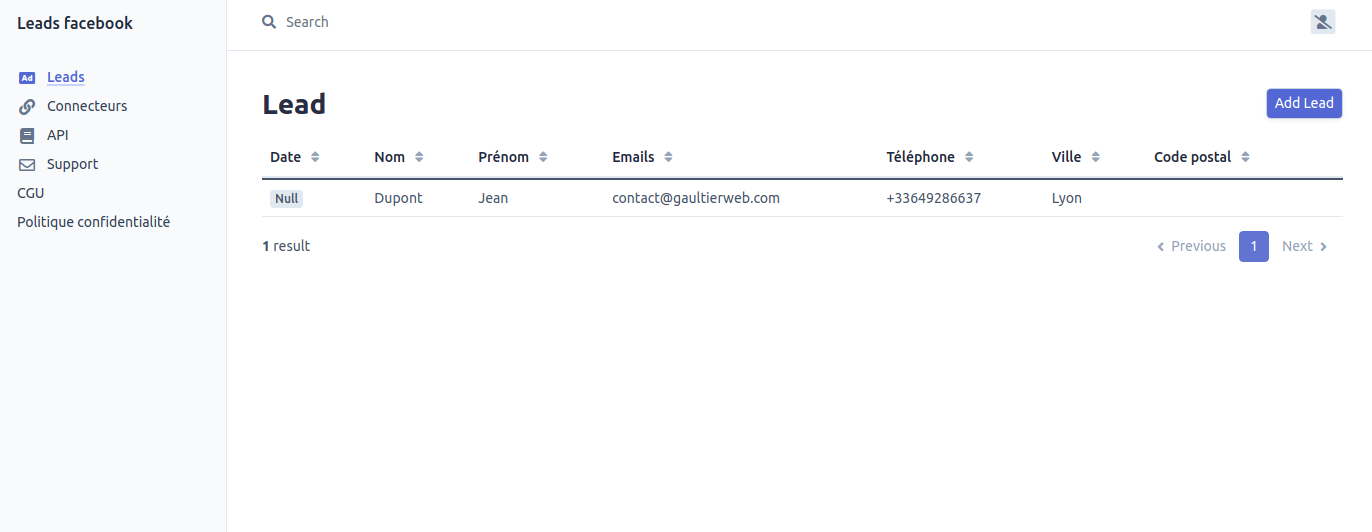 Leads facebook
Search
Ad Leads
Connecteurs
API
Support
CGU
Politique confidentialité
Lead
Add Lead
Date Nom Prénom Emails Téléphone Ville Code postal
Null Dupont Jean contact@gaultierweb.com +33649286637 Lyon
1 result
Previous 1 Next